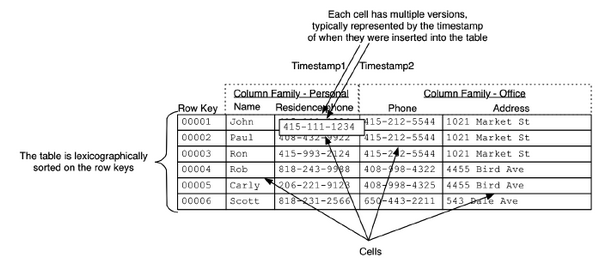 Each cell has multiple versions,
typically represented by the timestamp
of when they were inserted into the table
Timestamp1 Timestamp2
Column Family - Personal Column Family - Office
Row Key Name Residencephone Phone Address
00001 John 415-111-1234 415-212-5544 1021 Market St
00002 Paul 408-432-9922 415-212-5544 1021 Market St
00003 Ron 415-993-2124 415-212-5544 1021 Market St
00004 Rob 818-243-9988 408-998-4322 4455 Bird Ave
00005 Carly 206-221-9123 408-998-4325 4455 Bird Ave
00006 Scott 818-231-2566 650-443-2211 543 Dale Ave
The table is lexicographically
sorted on the row keys
Cells